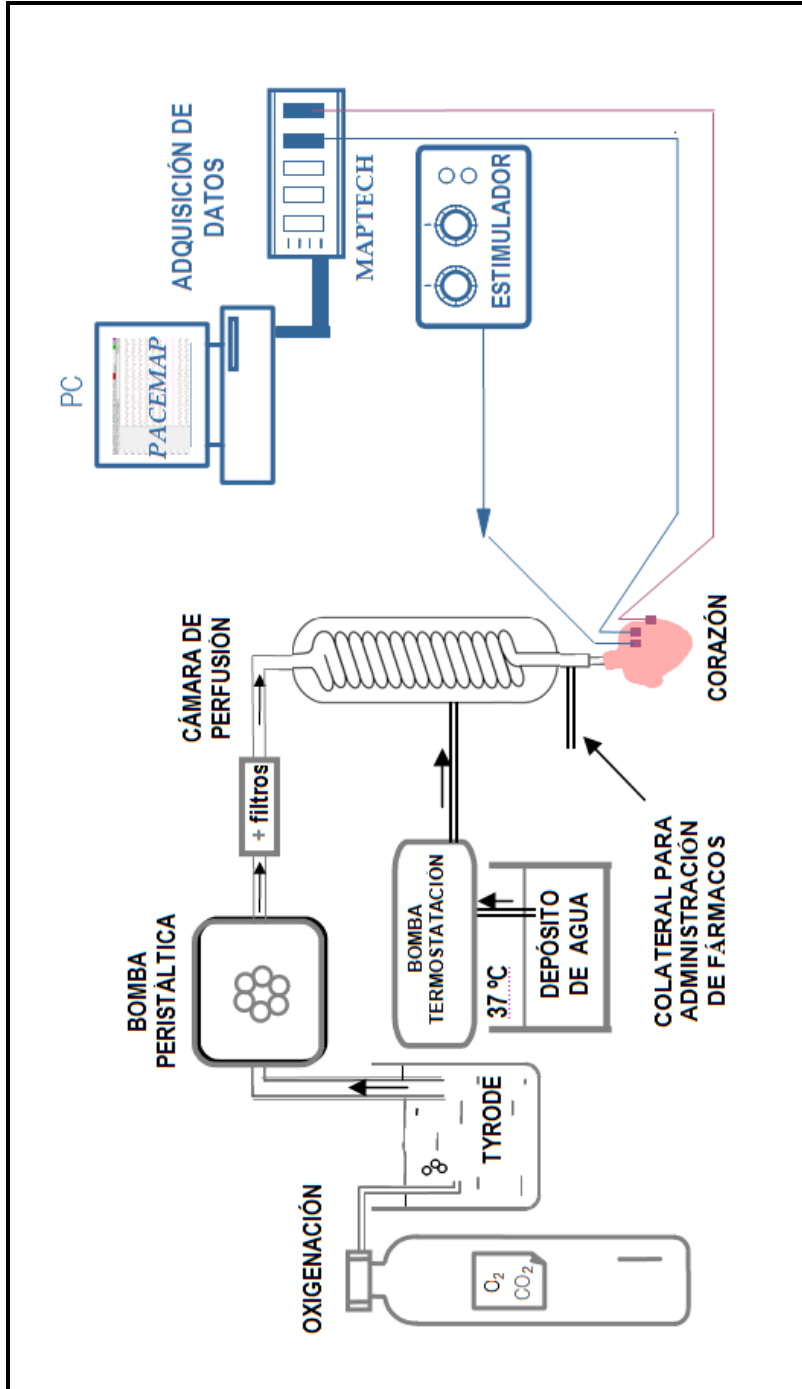 OXIGENACIÓN
O2
CO2
TYRODE
BOMBA
PERISTÁLTICA
+ filtros
CÁMARA DE
PERFUSIÓN
BOMBA
TERMOSTATACIÓN
37 ºC
DEPÓSITO
DE AGUA
COLATERAL PARA
ADMINISTRACIÓN
DE FÁRMACOS
CORAZÓN
PC
PACEMAP
ADQUISICIÓN DE
DATOS
MAPTECH
ESTIMULADOR